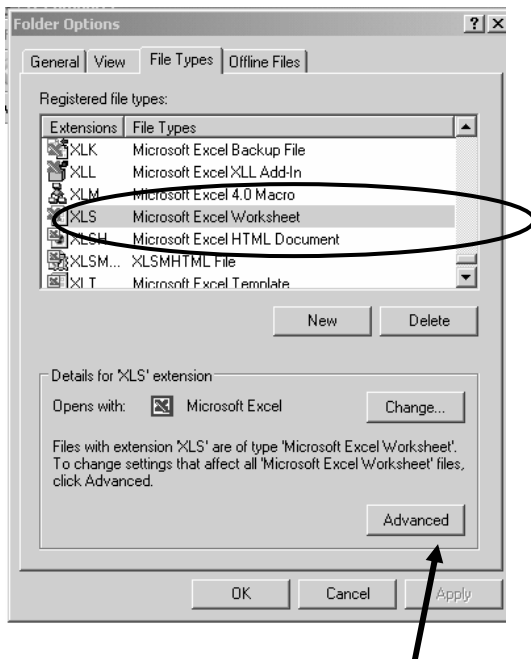 Folder Options ? X
General View File Types Offline Files
Registered file types:
Extensions File Types
XLK Microsoft Excel Backup File
XLL Microsoft Excel XLL Add-In
XLM Microsoft Excel 4.0 Macro
XLS Microsoft Excel Worksheet
XLSH... Microsoft Excel HTML Document
XLSM... XLSMHTML File
XLT Microsoft Excel Template
New Delete
Details for 'XLS' extension
Opens with: Microsoft Excel Change...
Files with extension 'XLS' are of type 'Microsoft Excel Worksheet'.
To change settings that affect all 'Microsoft Excel Worksheet' files,
click Advanced.
Advanced
OK Cancel Apply